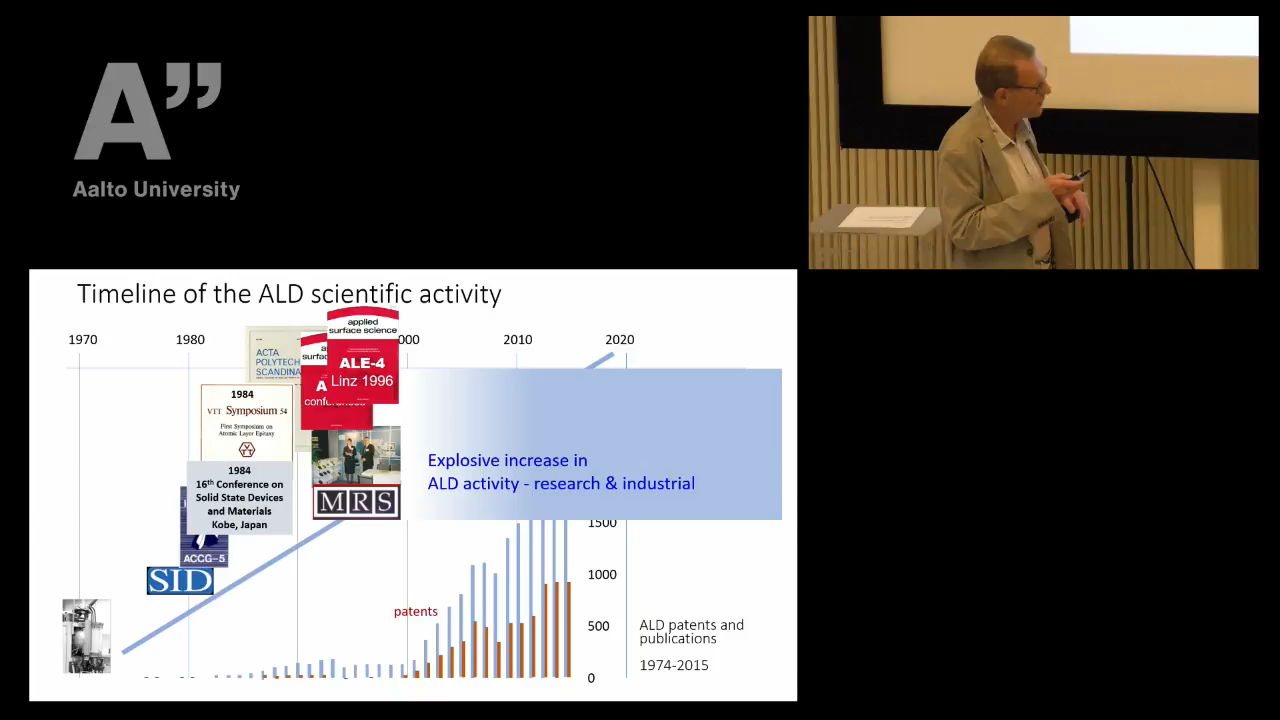 A”
Aalto University
Timeline of the ALD scientific activity
1970
1980
000
2010
2020
applied
surface science
ALE-4
Linz 1996
ACTA
POLYTECH
SCANDINA
A
conferences
1984
VTT Symposium 54
First Symposium on
Atomic Layer Epitaxy
1984
16th Conference on
Solid State Devices
and Materials
Kobe, Japan
ACCG-5
SID
MRS
Explosive increase in
ALD activity - research & industrial
1500
1000
500
0
patents
ALD patents and
publications
1974-2015